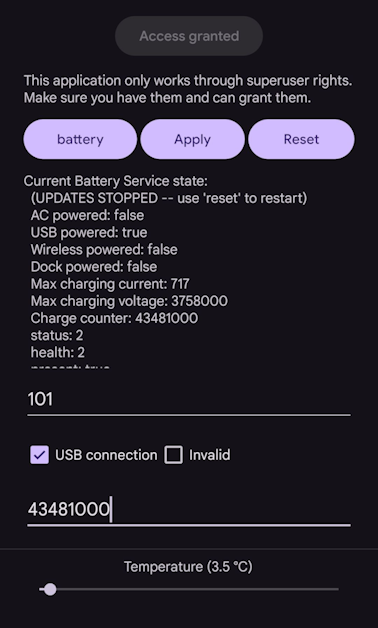 Access granted
This application only works through superuser rights.
Make sure you have them and can grant them.
battery Apply Reset
Current Battery Service state:
(UPDATES STOPPED -- use 'reset' to restart)
AC powered: false
USB powered: true
Wireless powered: false
Dock powered: false
Max charging current: 717
Max charging voltage: 3758000
Charge counter: 43481000
status: 2
health: 2
present: true
101
USB connection Invalid
43481000
Temperature (3.5 °C)